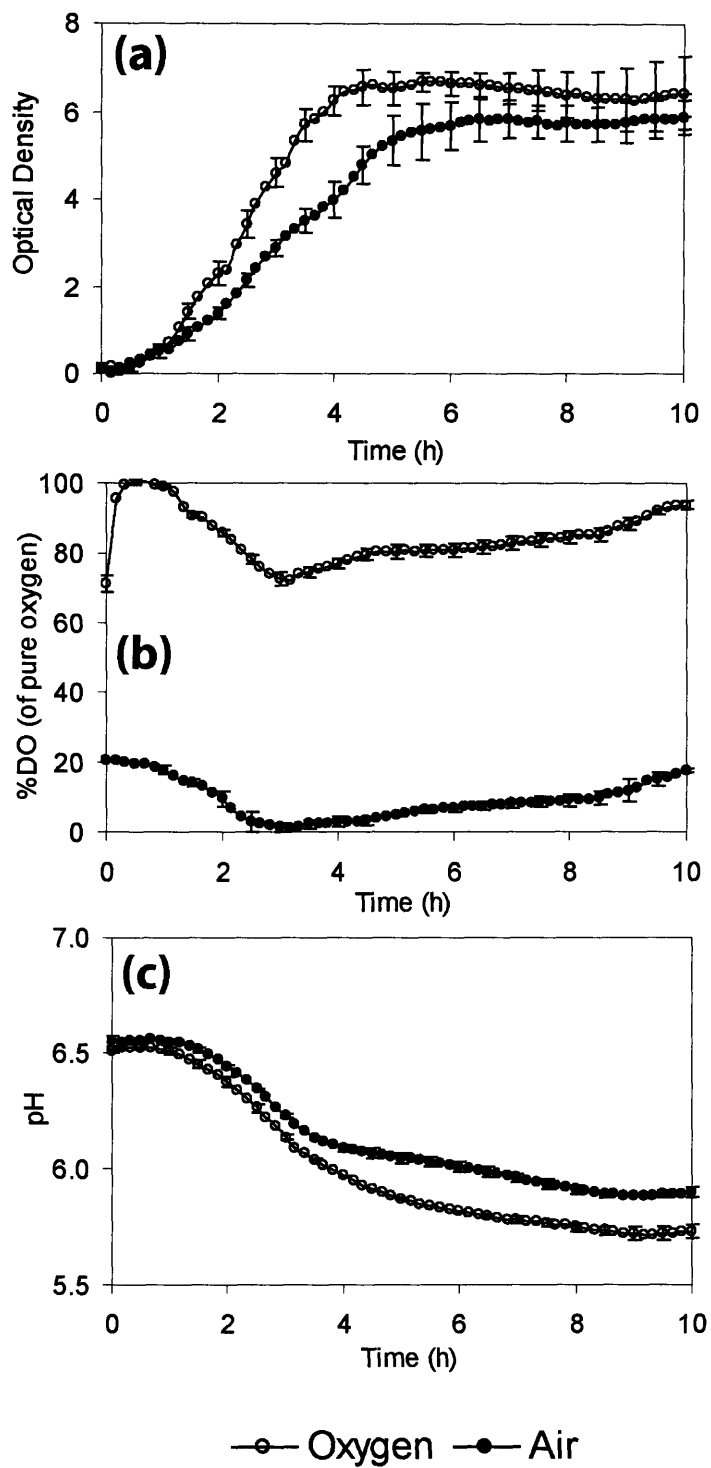 (a)
8
6
4
2
0
Optical Density
0 2 4 6 8 10
Time (h)
(b)
100
80
60
40
20
0
%DO (of pure oxygen)
0 2 4 6 8 10
Time (h)
(c)
7.0
6.5
6.0
5.5
pH
0 2 4 6 8 10
Time (h)
Oxygen Air